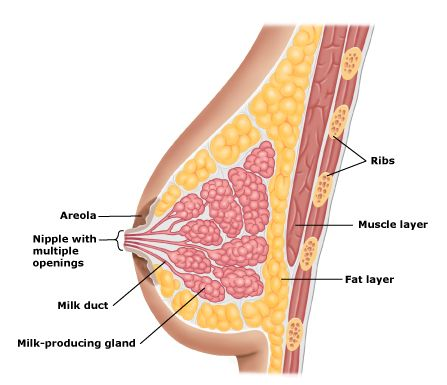 Ribs
Areola
Muscle layer
Nipple with
multiple
openings
Fat layer
Milk duct
Milk-producing gland